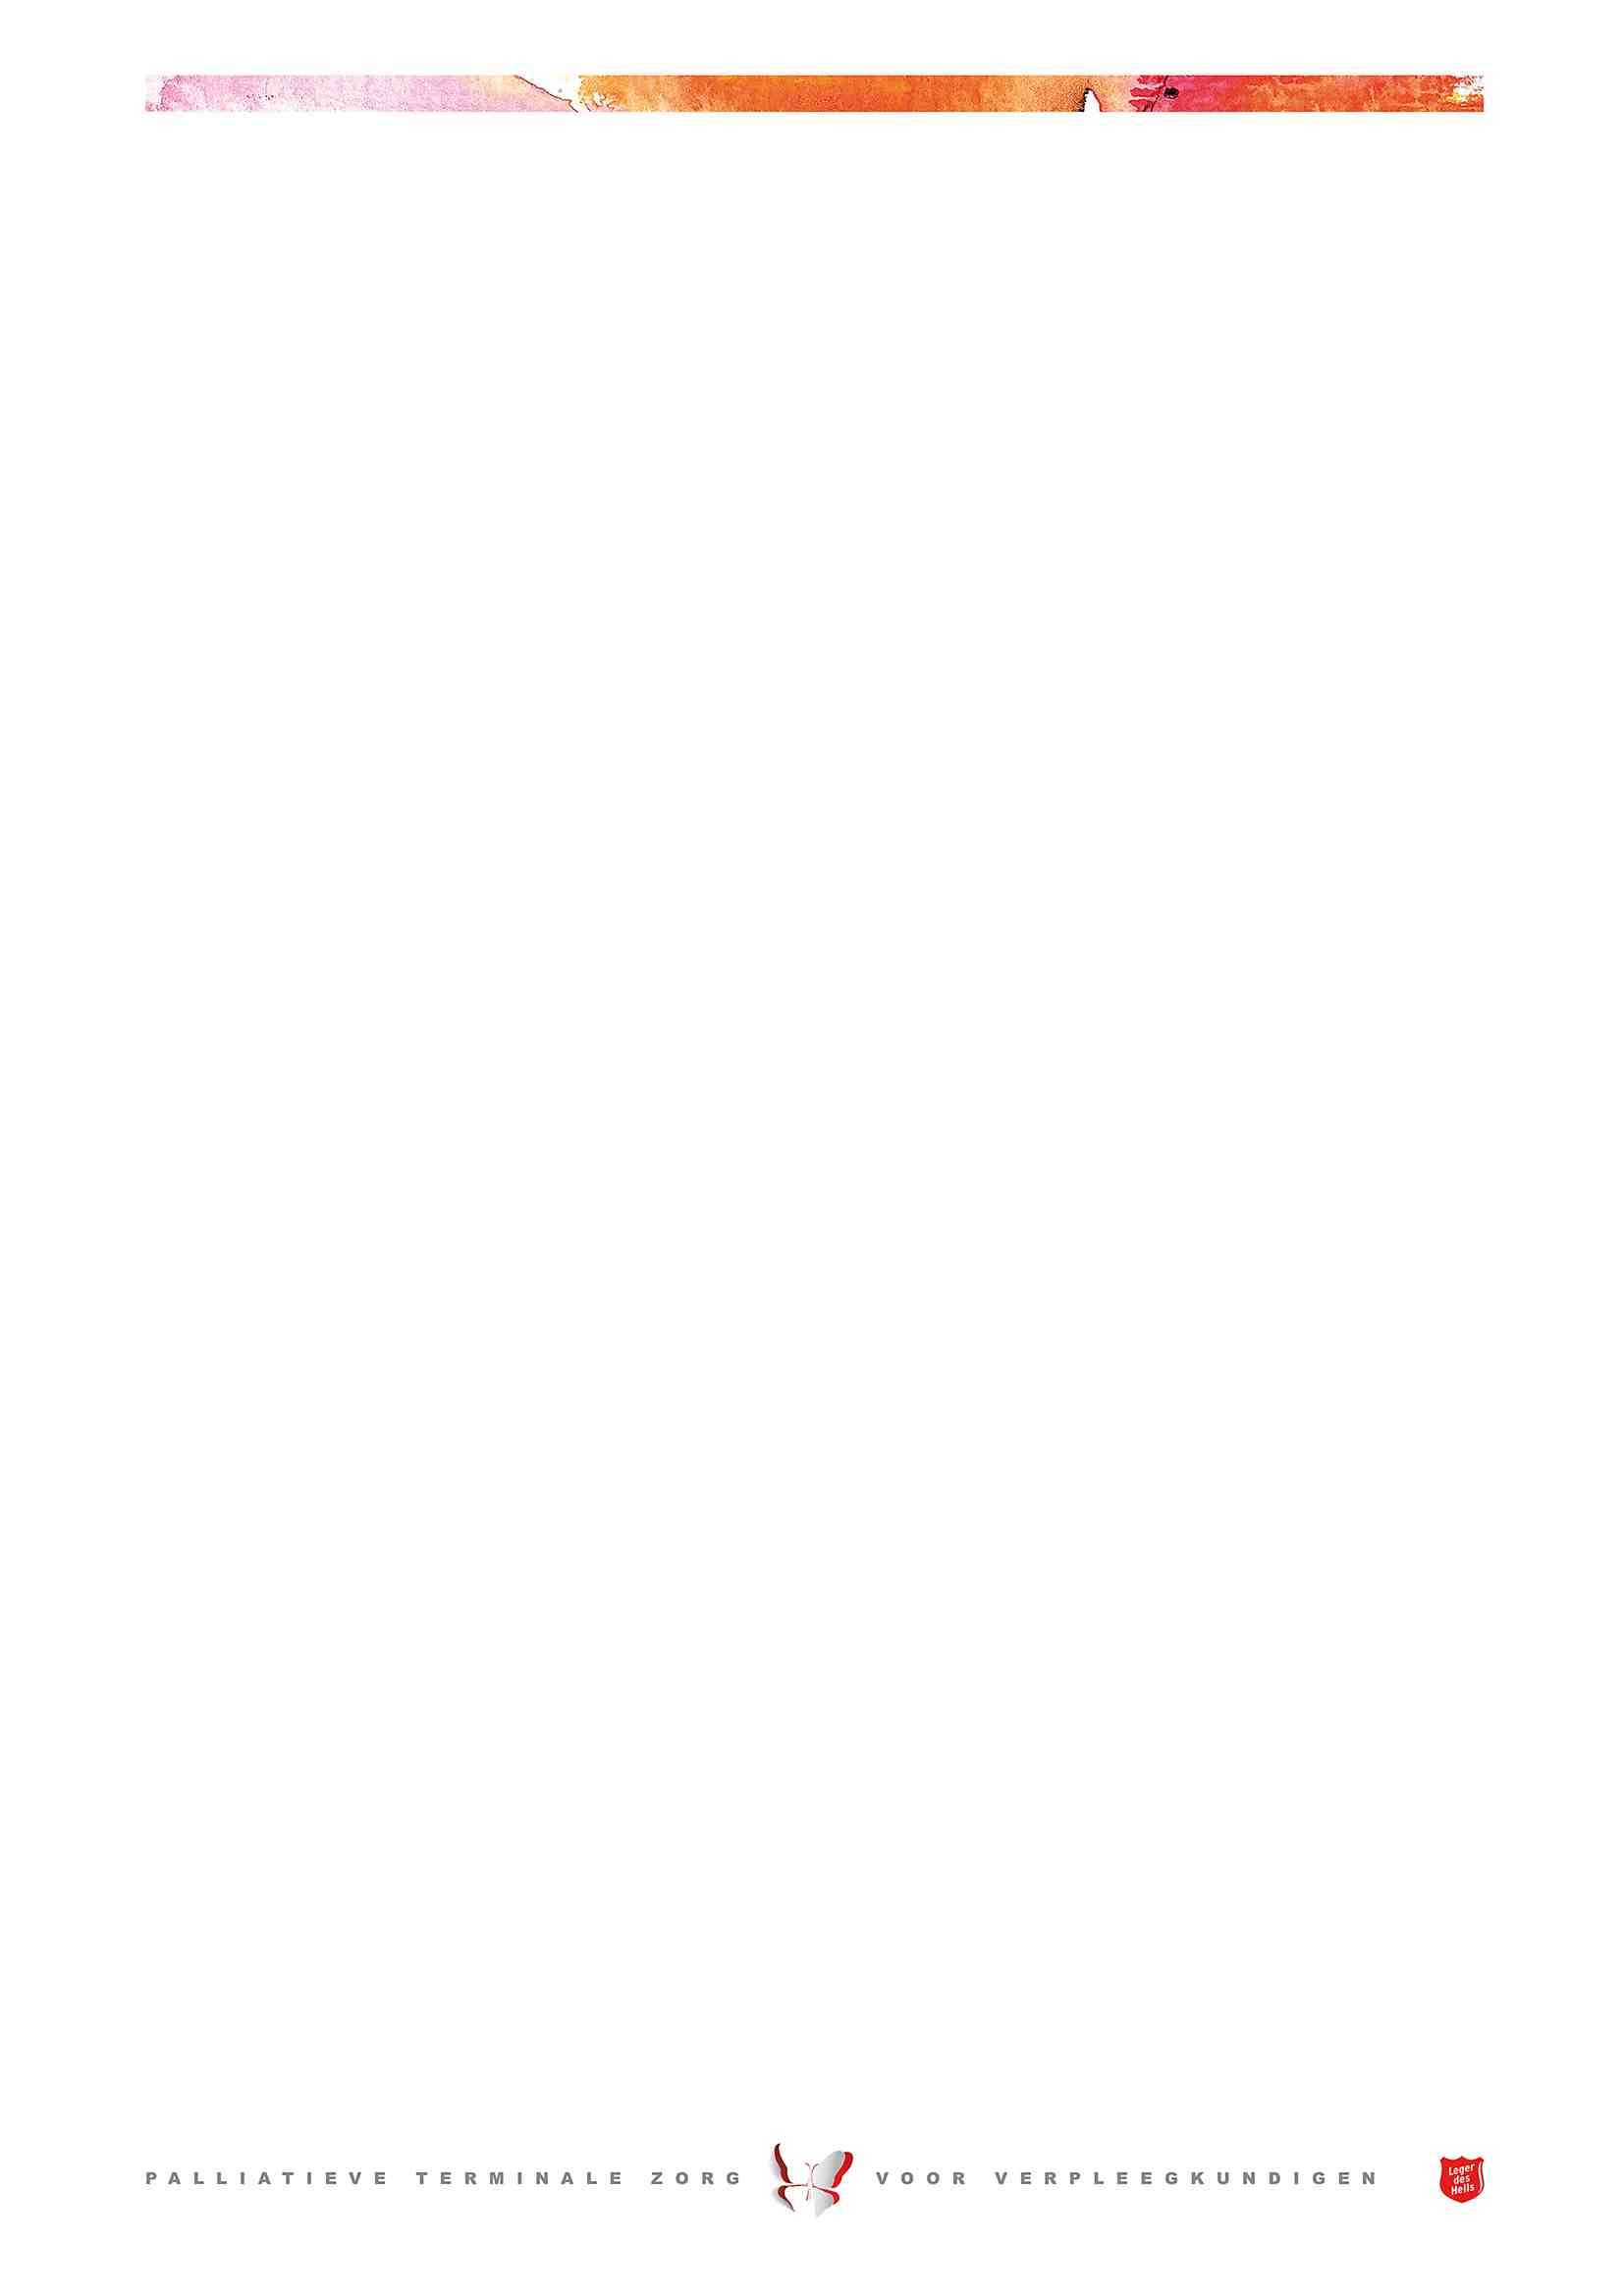 PALLIATIEVE TERMINALE ZORG VOOR VERPLEEGKUNDIGEN
Leger
des
Heils